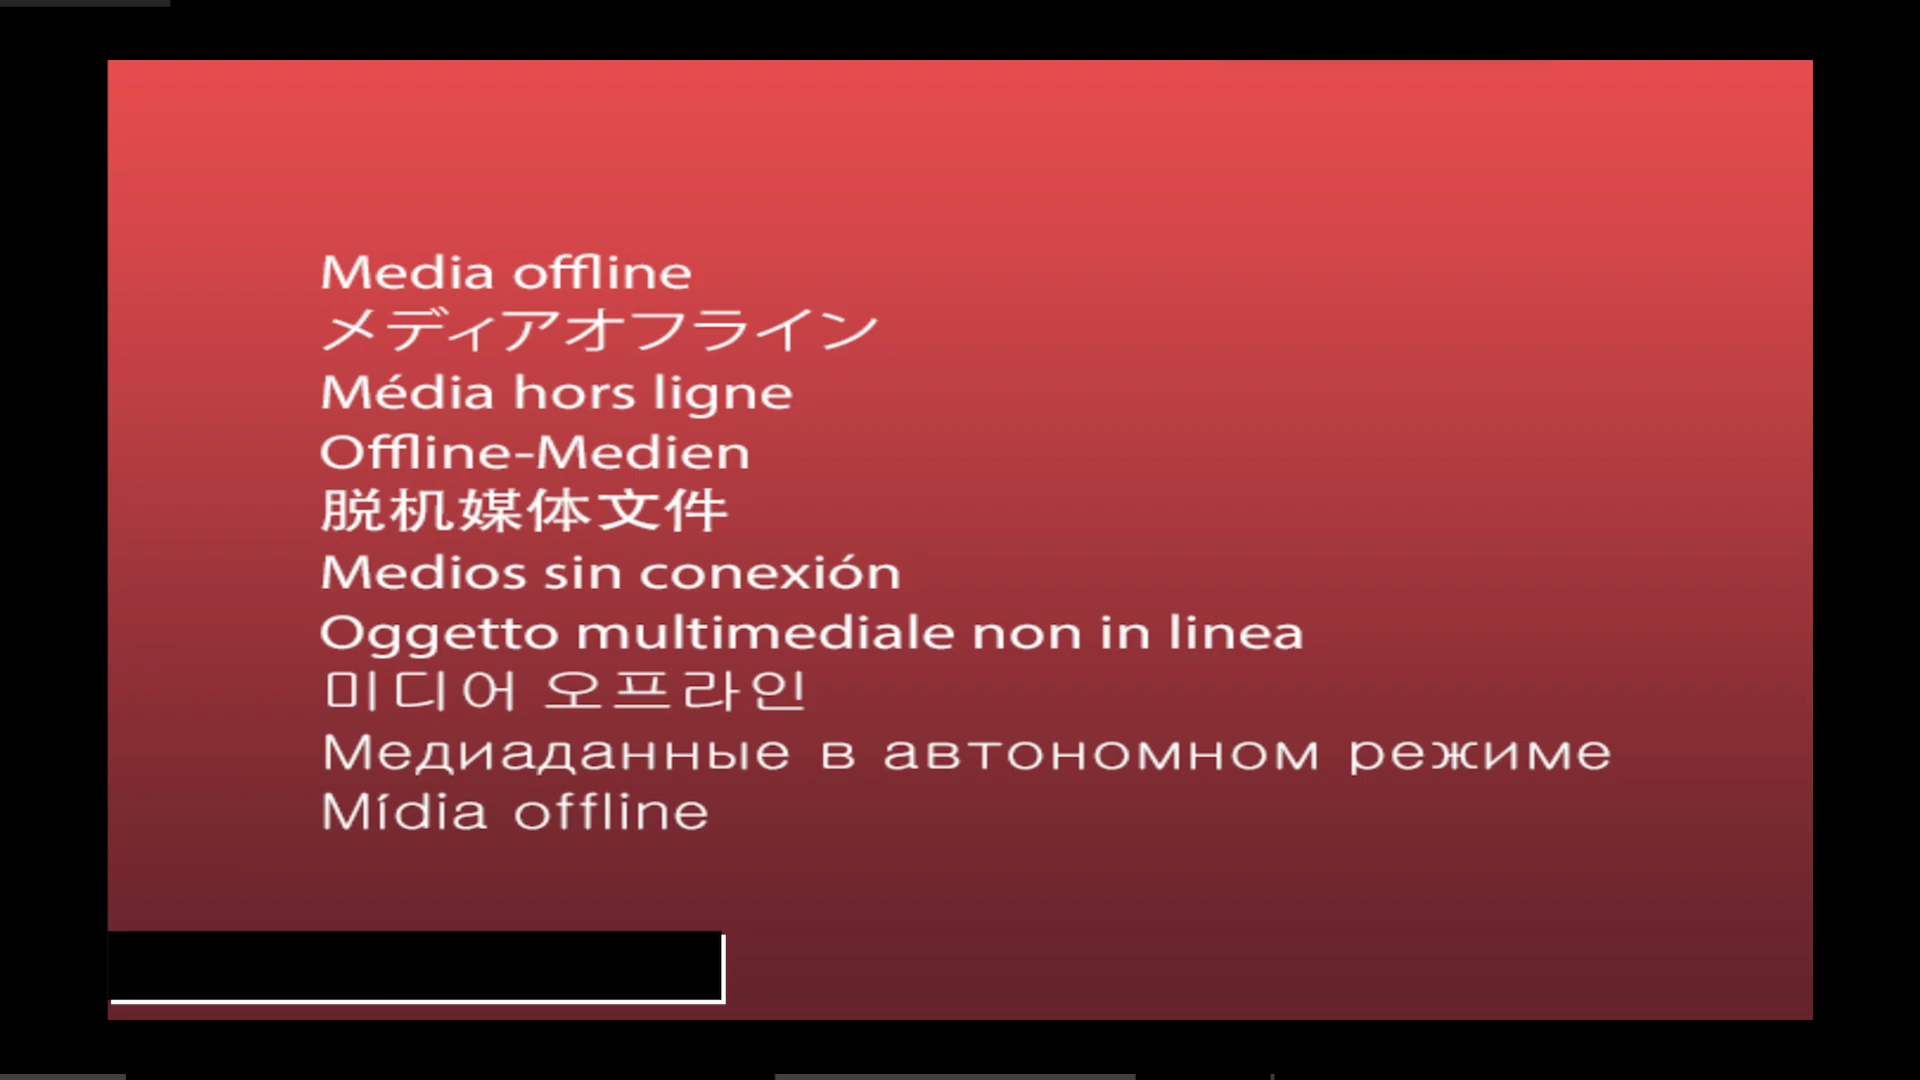 Media offline
メディアオフライン
Média hors ligne
Offline-Medien
脱机媒体文件
Medios sin conexión
Oggetto multimediale non in linea
미디어 오프라인
Медиаданные в автономном режиме
Mídia offline